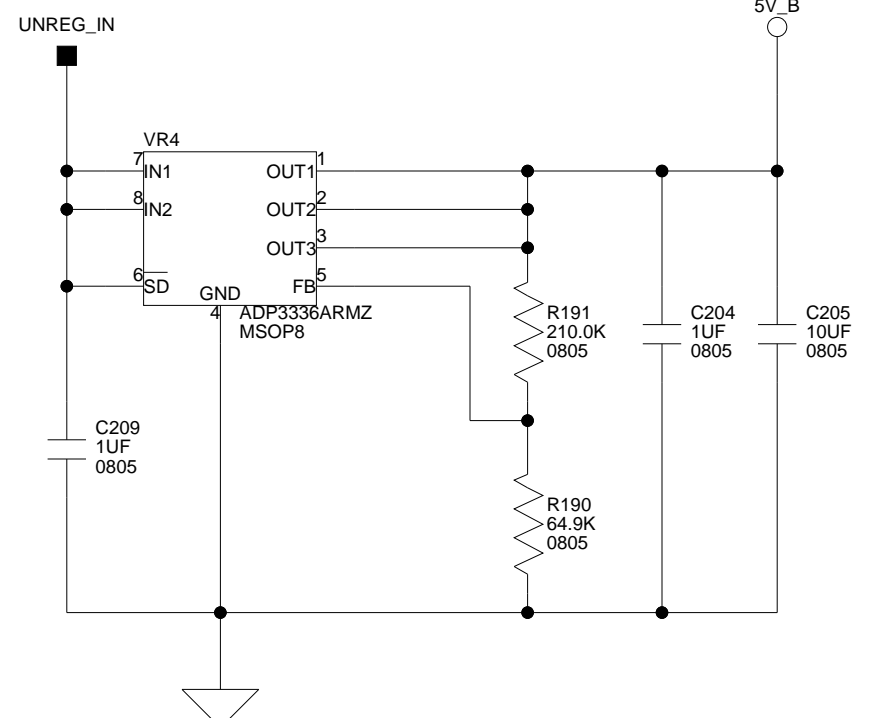 5V_B
UNREG_IN
VR4
7
IN1
OUT1
1
8
IN2
OUT2
2
OUT3
3
6
SD
FB
5
GND
4
ADP3336ARMZ
MSOP8
R191
210.0K
0805
C204
1UF
0805
C205
10UF
0805
C209
1UF
0805
R190
64.9K
0805